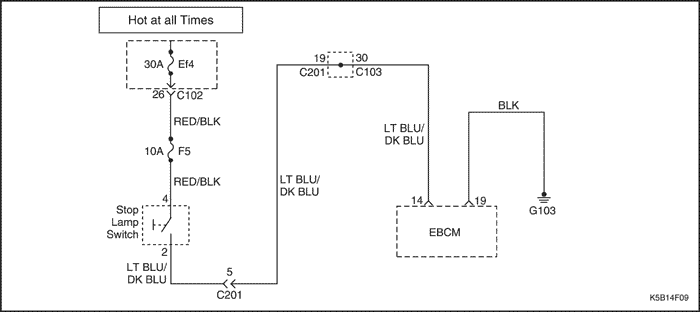 Hot at all Times
30A Ef4
26 C102
RED/BLK
10A F5
RED/BLK
4
Stop
Lamp
Switch
2
LT BLU/
DK BLU
5
C201
LT BLU/
DK BLU
19 30
C201 C103
LT BLU/
DK BLU
BLK
14 19
EBCM
G103
K5B14F09